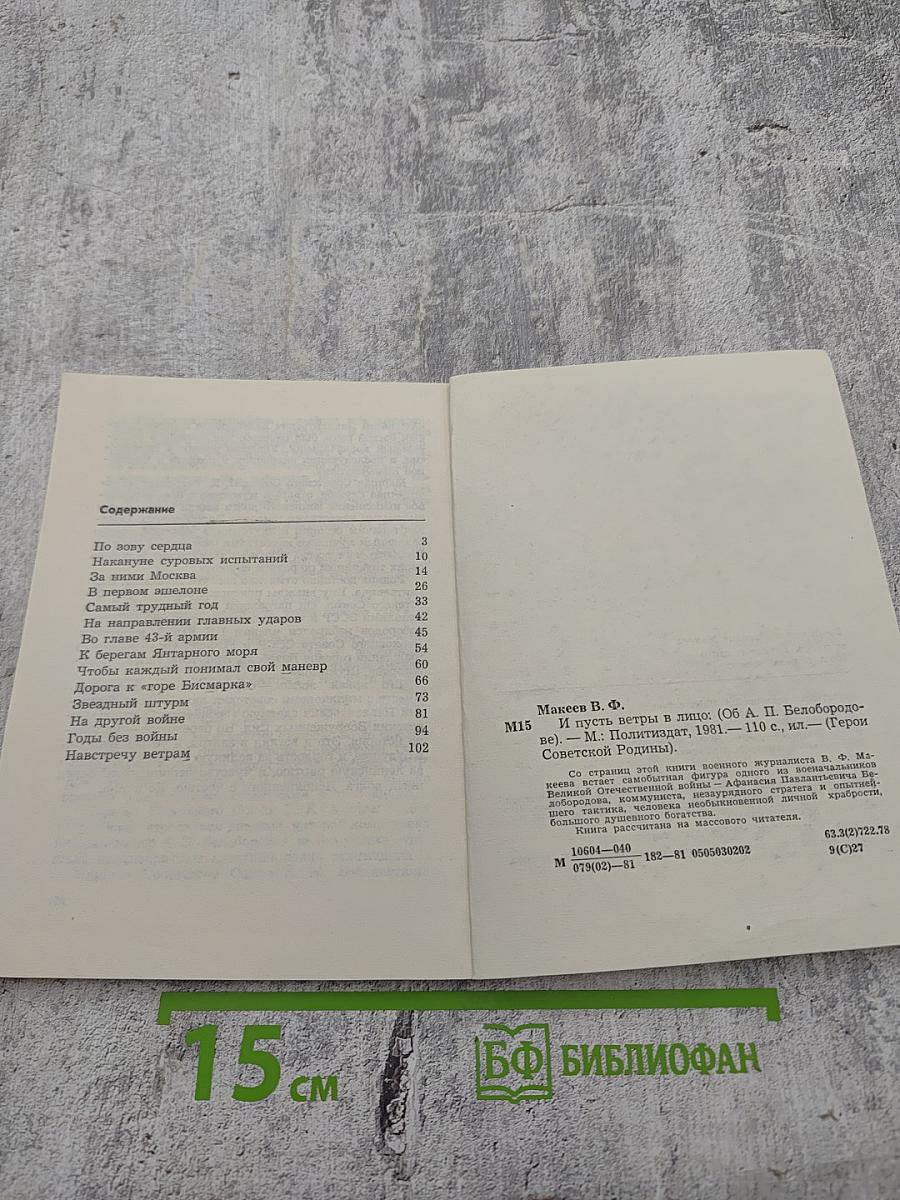 Содержание
По зову сердца 3
Накануне суровых испытаний 10
За ними Москва 14
В первом эшелоне 26
Самый трудный год 33
На направлении главных ударов 42
Во главе 43-й армии 45
К берегам Янтарного моря 54
Чтобы каждый понимал свой маневр 60
Дорога к «горе Бисмарка» 66
Звездный штурм 73
На другой войне 81
Годы без войны 94
Навстречу ветрам 102
Макеев В. Ф.
М15 И пусть ветры в лицо: (Об А. П. Белобородо-
ве). — М.: Политиздат, 1981.— 110 с., ил.— (Герои
Советской Родины).
Со страниц этой книги военного журналиста В. Ф. Ма-
кеева встает самобытная фигура одного из военачальников
Великой Отечественной войны — Афанасия Павлантьевича Бе-
лобородова, коммуниста, незаурядного стратега и опытней-
шего тактика, человека необыкновенной личной храбрости,
большого душевного богатства.
Книга рассчитана на массового читателя.
63.3(2)722.78
М 10604—040 182—81 0505030202
079(02)—81
9(С)27
15 см
БФ БИБЛИОФАН